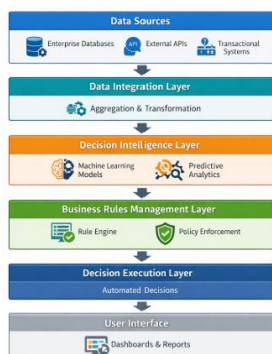 Data Sources
Enterprise Databases
API
External APIs
Transactional Systems
Data Integration Layer
Aggregation & Transformation
Decision Intelligence Layer
Machine Learning Models
Predictive Analytics
Business Rules Management Layer
Rule Engine
Policy Enforcement
Decision Execution Layer
Automated Decisions
User Interface
Dashboards & Reports